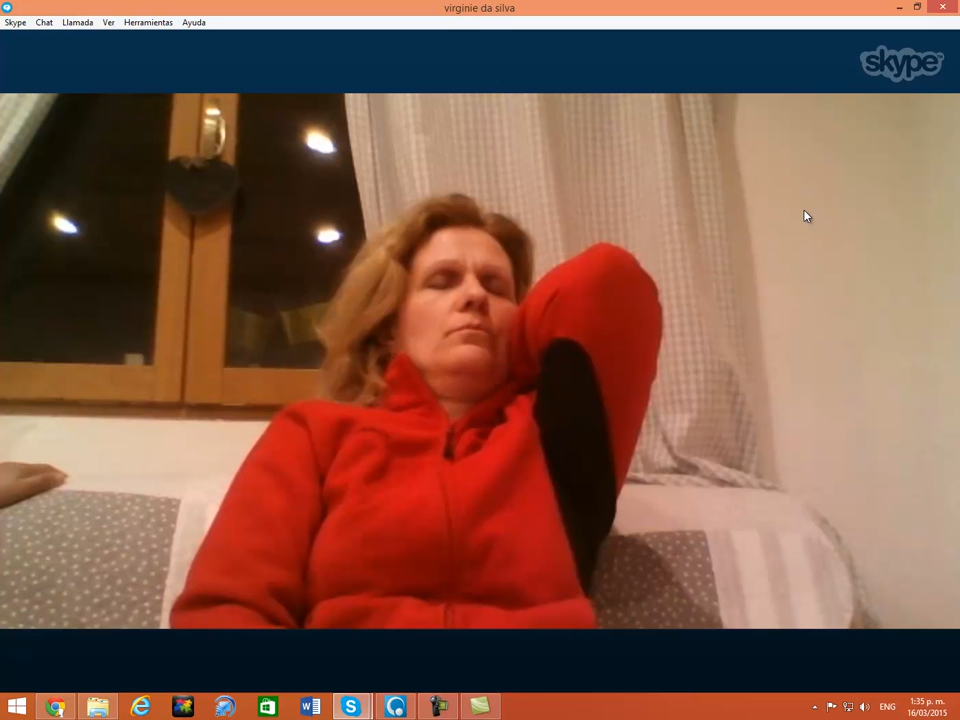 virginie da silva
Skype Chat Llamada Ver Herramientas Ayuda
skype
ENG
1:35 p. m.
16/03/2015